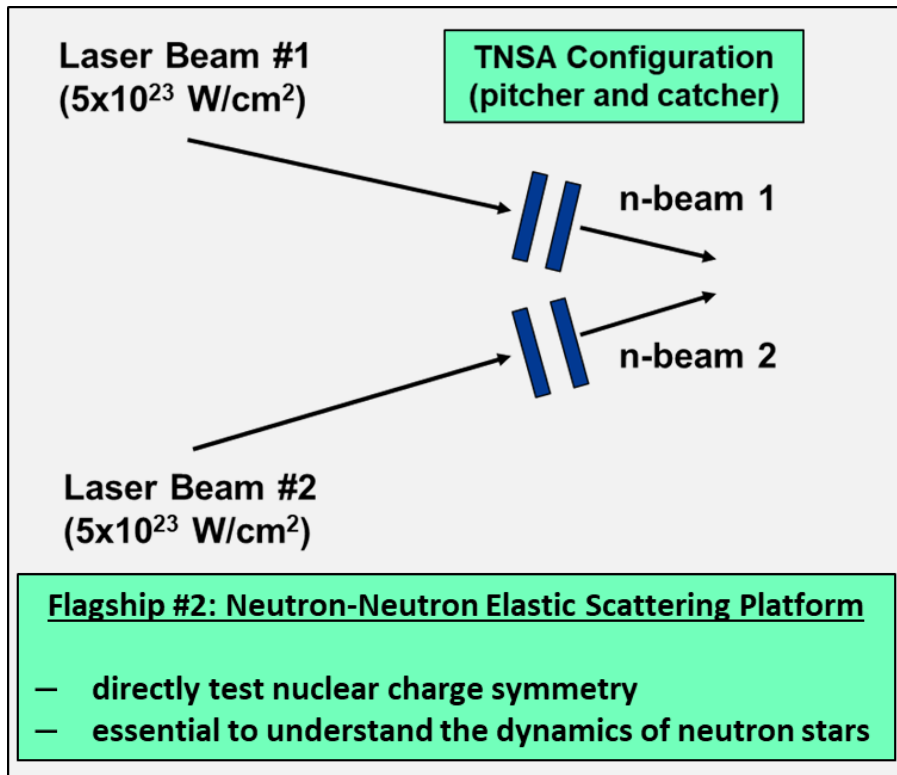 Laser Beam #1
(5x10²³ W/cm²)
TNSA Configuration
(pitcher and catcher)
n-beam 1
n-beam 2
Laser Beam #2
(5x10²³ W/cm²)
Flagship #2: Neutron-Neutron Elastic Scattering Platform
– directly test nuclear charge symmetry
– essential to understand the dynamics of neutron stars